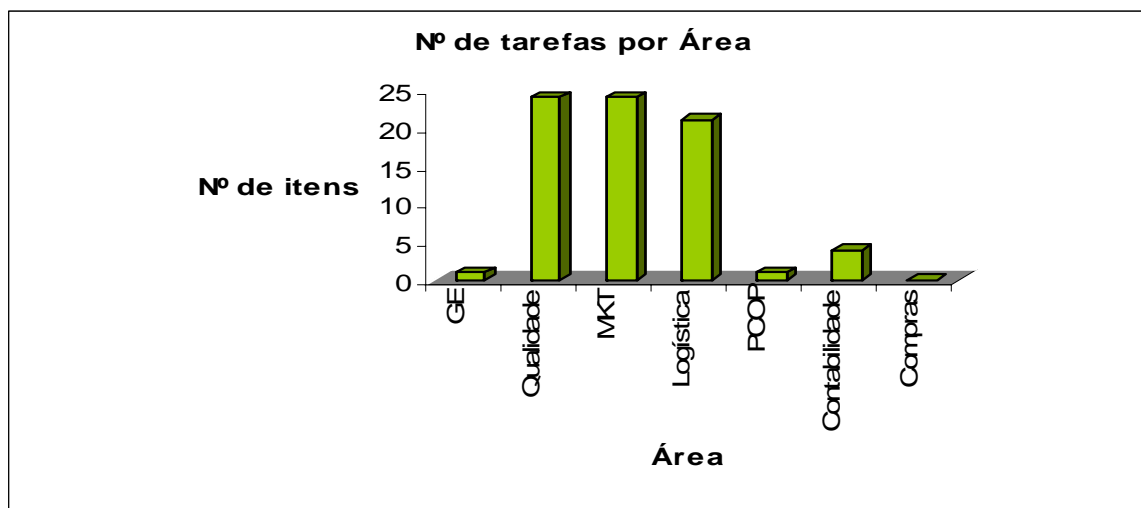 Nº de tarefas por Área
25
20
15
10
5
0
Nº de itens
GE
Qualidade
MKT
Logística
PCOP
Contabilidade
Compras
Área